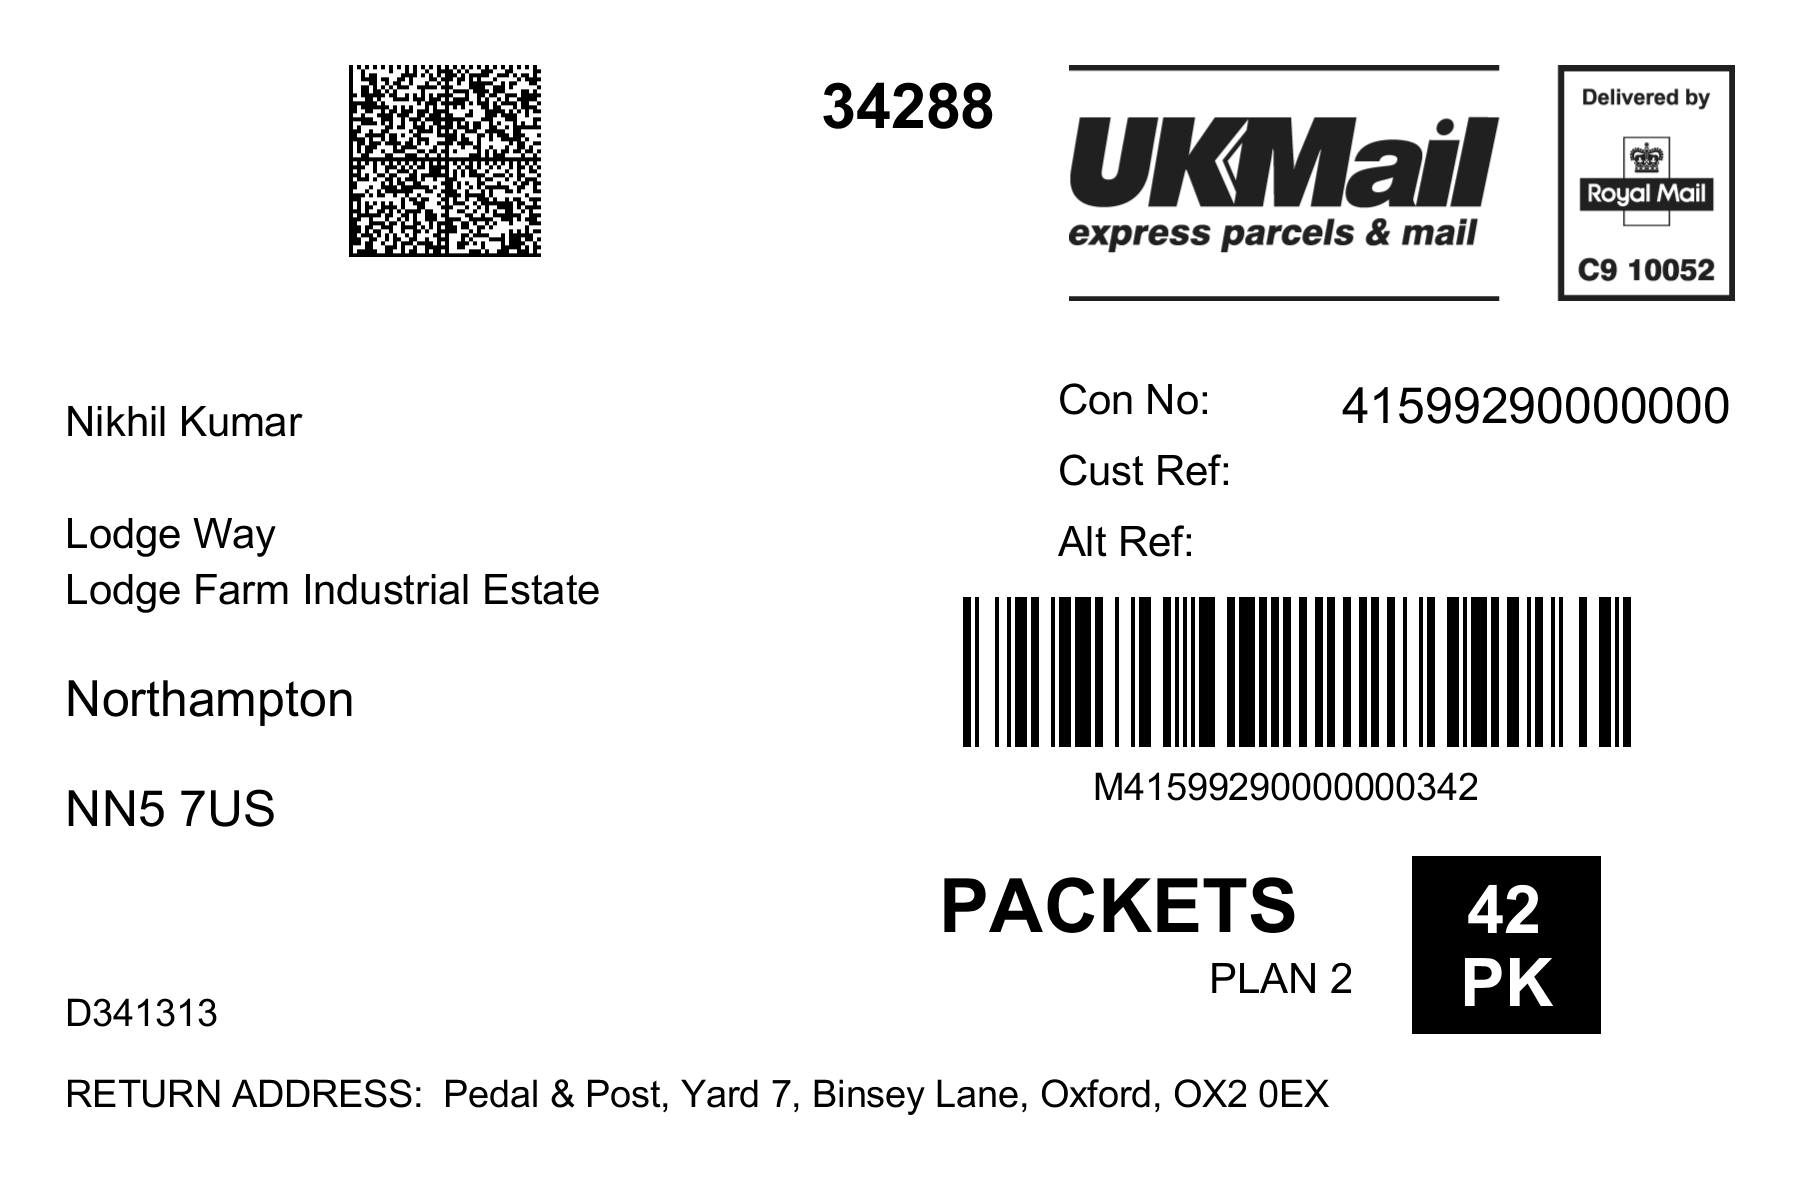 34288
UKMail
express parcels & mail
Delivered by
Royal Mail
C9 10052
Nikhil Kumar
Lodge Way
Lodge Farm Industrial Estate
Northampton
NN5 7US
Con No: 41599290000000
Cust Ref:
Alt Ref:
M41599290000000342
PACKETS
PLAN 2
42
PK
D341313
RETURN ADDRESS: Pedal & Post, Yard 7, Binsey Lane, Oxford, OX2 0EX